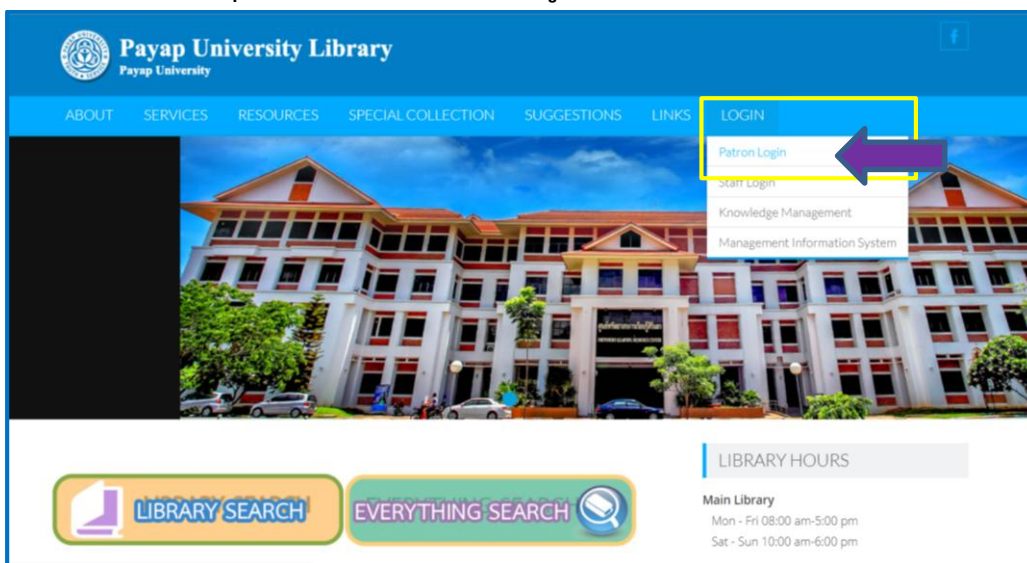 Payap University Library
Payap University
f
ABOUT SERVICES RESOURCES SPECIAL COLLECTION SUGGESTIONS LINKS LOGIN
Patron Login
Staff Login
Knowledge Management
Management Information System
LIBRARY SEARCH EVERYTHING SEARCH
LIBRARY HOURS
Main Library
Mon - Fri 08:00 am-5:00 pm
Sat - Sun 10:00 am-6:00 pm